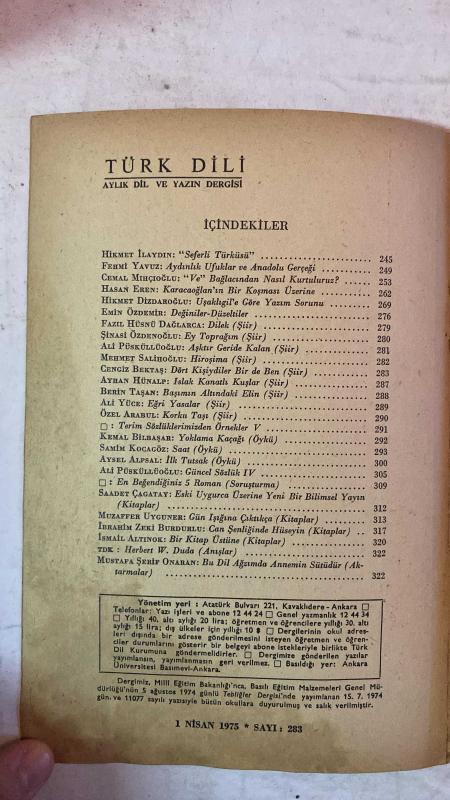 TÜRK DİLİ
AYLIK DİL VE YAZIN DERGİSİ
İÇİNDEKİLER
HİKMET İLAYDIN: "Seferli Türküsü" 245
FEHMİ YAVUZ: Aydınlık Ufuklar ve Anadolu Gerçeği 249
CEMAL MIHÇIOĞLU: "Ve" Bağlacından Nasıl Kurtuluruz? 253
HASAN EREN: Karacaoğlan'ın Bir Koşması Üzerine 262
HİKMET DİZDAROĞLU: Uşaklıgil'e Göre Yazım Sorunu 269
EMİN ÖZDEMİR: Değiniler-Düzeltiler 276
FAZIL HÜSNÜ DAĞLARCA: Dilek (Şiir) 279
ŞİNASİ ÖZDENOĞLU: Ey Toprağım (Şiir) 280
ALİ PÜSKÜLLÜOĞLU: Aşktır Geride Kalan (Şiir) 281
MEHMET SALİHOĞLU: Hiroşima (Şiir) 282
CENGİZ BEKTAŞ: Dört Kişiydiler Bir de Ben (Şiir) 283
AYHAN HÜNALP: Islak Kanatlı Kuşlar (Şiir) 287
BERİN TAŞAN: Başımın Altındaki Elin (Şiir) 288
ALİ YÜCE: Eğri Yasalar (Şiir) 289
ÖZEL ARABUL: Korku Taşı (Şiir) 290
□ : Terim Sözlüklerimizden Örnekler V 291
KEMAL BİLBAŞAR: Yoklama Kaçağı (Öykü) 292
SAMİM KOCAGÖZ: Saat (Öykü) 293
AYSEL ALPSAL: İlk Tutsak (Öykü) 300
ALİ PÜSKÜLLÜOĞLU: Güncel Sözlük IV 305
□ : En Beğendiğiniz 5 Roman (Soruşturma) 309
SAADET ÇAGATAY: Eski Uygurca Üzerine Yeni Bir Bilimsel Yayın
(Kitaplar) 312
MUZAFFER UYGUNER: Gün Işığına Çıktıkça (Kitaplar) 313
İBRAHİM ZEKİ BURDURLU: Can Şenliğinde Hüseyin (Kitaplar) 317
İSMAİL ALTINOK: Bir Kitap Üstüne (Kitaplar) 320
TDK : Herbert W. Duda (Anışlar) 322
MUSTAFA ŞERİF ONARAN: Bu Dil Ağzımda Annemin Sütüdür (Ak-
tarmalar) 322
Yönetim yeri : Atatürk Bulvarı 221, Kavaklıdere - Ankara □
Telefonlar: Yazı işleri ve abone 12 44 24 □ Genel yazmanlık 12 44 34
□ Yıllığı 40, altı aylığı 20 lira; öğretmen ve öğrencilere yıllığı 30, altı
aylığı 15 lira; dış ülkeler için yıllığı 10 $ □ Dergilerinin okul adres-
leri dışında bir adrese gönderilmesini isteyen öğretmen ve öğren-
ciler durumlarını gösterir bir belgeyi abone istekleriyle birlikte Türk
Dil Kurumuna göndermelidirler. □ Dergimize gönderilen yazılar
yayımlansın, yayımlanmasın geri verilmez. □ Basıldığı yer: Ankara
Üniversitesi Basımevi-Ankara.
Dergimiz, Millî Eğitim Bakanlığı'nca, Basılı Eğitim Malzemeleri Genel Mü-
dürlüğü'nün 5 ağustos 1974 günlü Tebliğler Dergisi'nde yayımlanan 15. 7. 1974
gün. ve 11077 sayılı yazısiyle bütün okullara duyurulmuş ve salık verilmiştir.
1 NİSAN 1975 * SAYI : 283